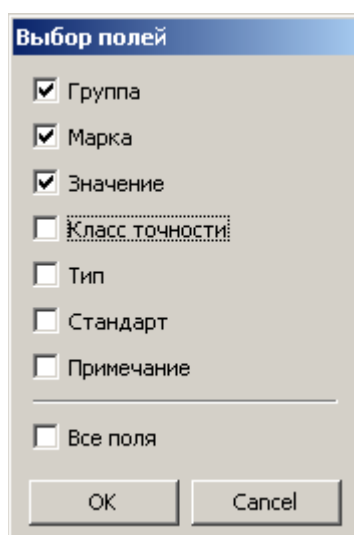 Выбор полей
Группа
Марка
Значение
Класс точности
Тип
Стандарт
Примечание
Все поля
OK
Cancel